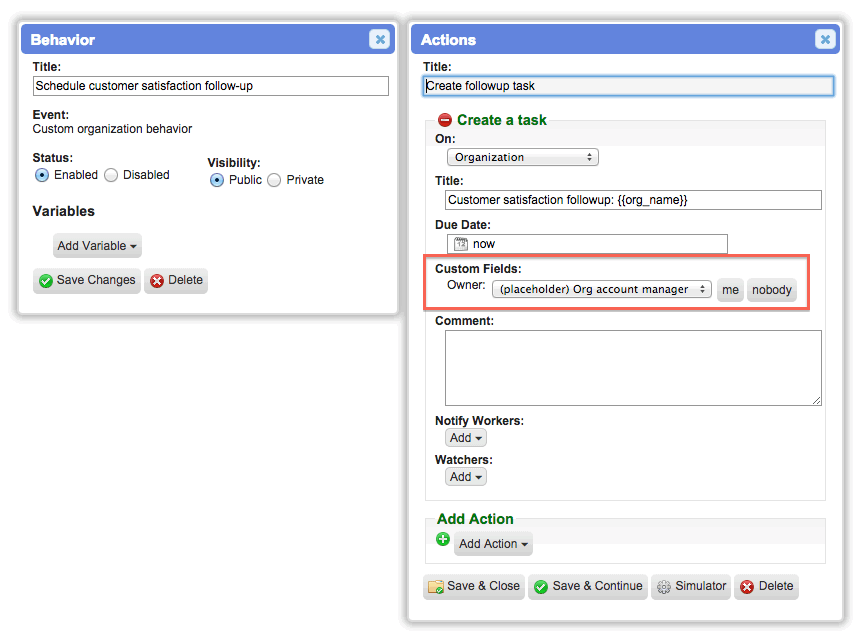 Behavior
Title:
Schedule customer satisfaction follow-up
Event:
Custom organization behavior
Status:
Enabled Disabled
Visibility:
Public Private
Variables
Add Variable
Save Changes Delete
Actions
Title:
Create followup task
Create a task
On:
Organization
Title:
Customer satisfaction followup: {{org_name}}
Due Date:
12 now
Custom Fields:
Owner: (placeholder) Org account manager me nobody
Comment:
Notify Workers:
Add
Watchers:
Add
Add Action
Add Action
Save & Close Save & Continue Simulator Delete